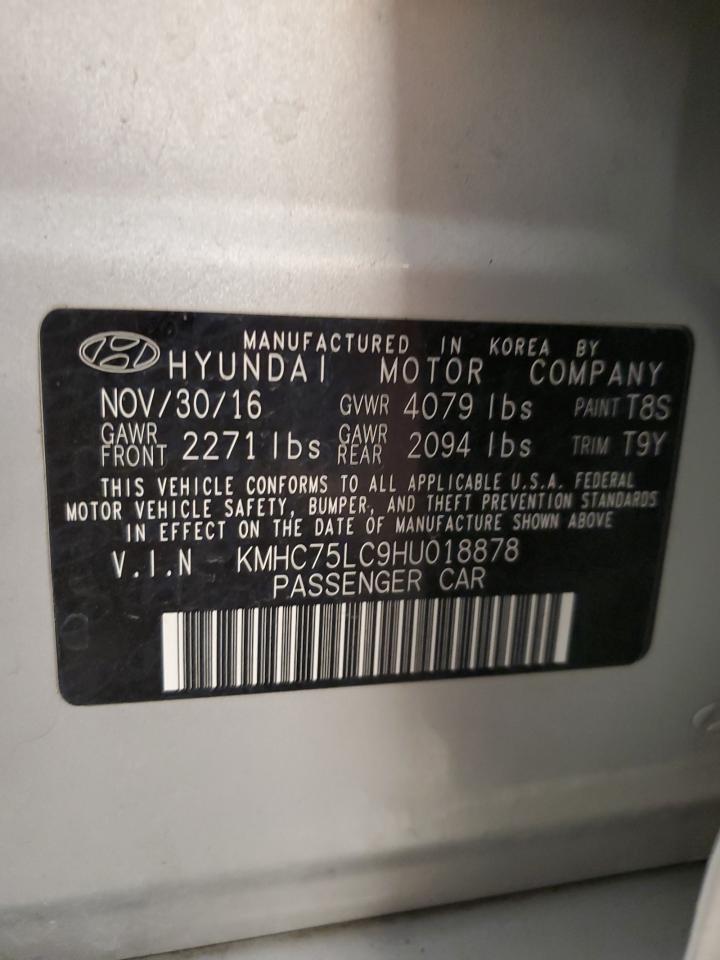 MANUFACTURED IN KOREA BY
HYUNDAI MOTOR COMPANY
NOV/30/16 GVWR 4079 lbs PAINT T8S
GAWR FRONT 2271 lbs GAWR REAR 2094 lbs TRIM T9Y
THIS VEHICLE CONFORMS TO ALL APPLICABLE U.S.A. FEDERAL
MOTOR VEHICLE SAFETY, BUMPER, AND THEFT PREVENTION STANDARDS
IN EFFECT ON THE DATE OF MANUFACTURE SHOWN ABOVE
V.I.N KMHC75LC9HU018878
PASSENGER CAR